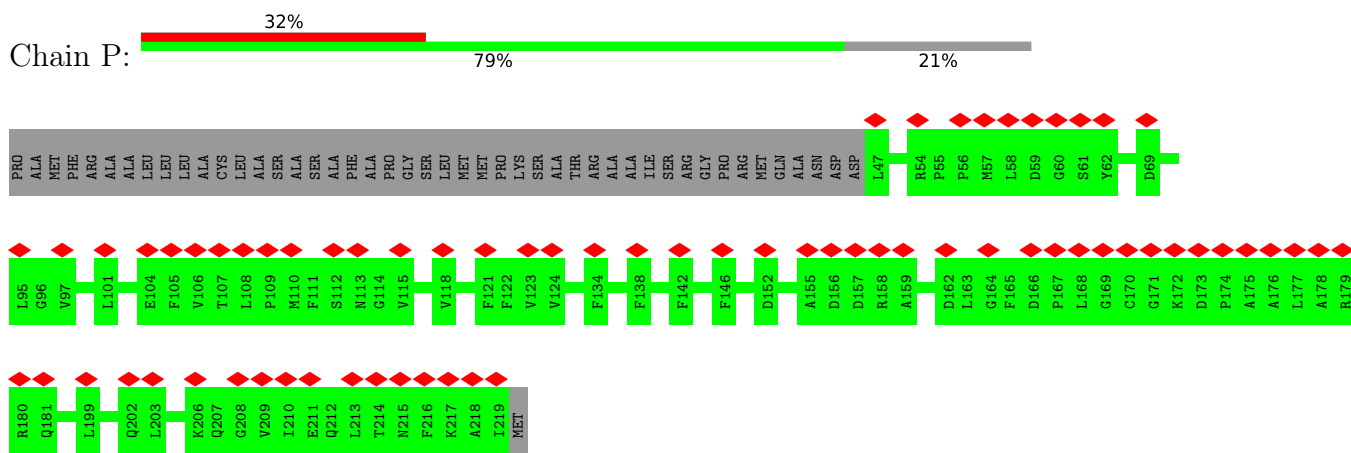 32%
Chain P:
79% 21%
PRO ALA MET PHE ARG ALA ALA LEU LEU LEU ALA CYS LEU ALA SER ALA SER ALA PHE ALA PRO GLY SER LEU MET MET PRO LYS SER ALA THR ARG ALA ALA ILE SER ARG GLY PRO ARG MET GLN ALA ASN ASP ASP L47 R54 P55 P56 M57 L58 D59 G60 S61 Y62 D69
L95 G96 V97 L101 E104 F105 V106 T107 L108 P109 M110 F111 S112 N113 G114 V115 V118 F121 F122 V123 V124 F134 F138 F142 F146 D152 A155 D156 D157 R158 A159 D162 L163 G164 F165 D166 P167 L168 G169 C170 G171 K172 D173 P174 A175 A176 L177 A178 R179
R180 Q181 L199 Q202 L203 K206 Q207 G208 V209 I210 E211 Q212 L213 T214 N215 F216 K217 A218 I219 MET